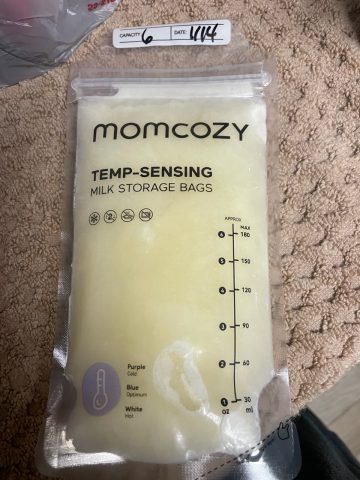 CAPACITY: 6 DATE: 4/14
momcozy
TEMP-SENSING
MILK STORAGE BAGS
APPROX
MAX
6 180
5 150
4 120
3 90
2 60
1 30
oz ml
Purple
Cold
Blue
Optimum
White
Hot